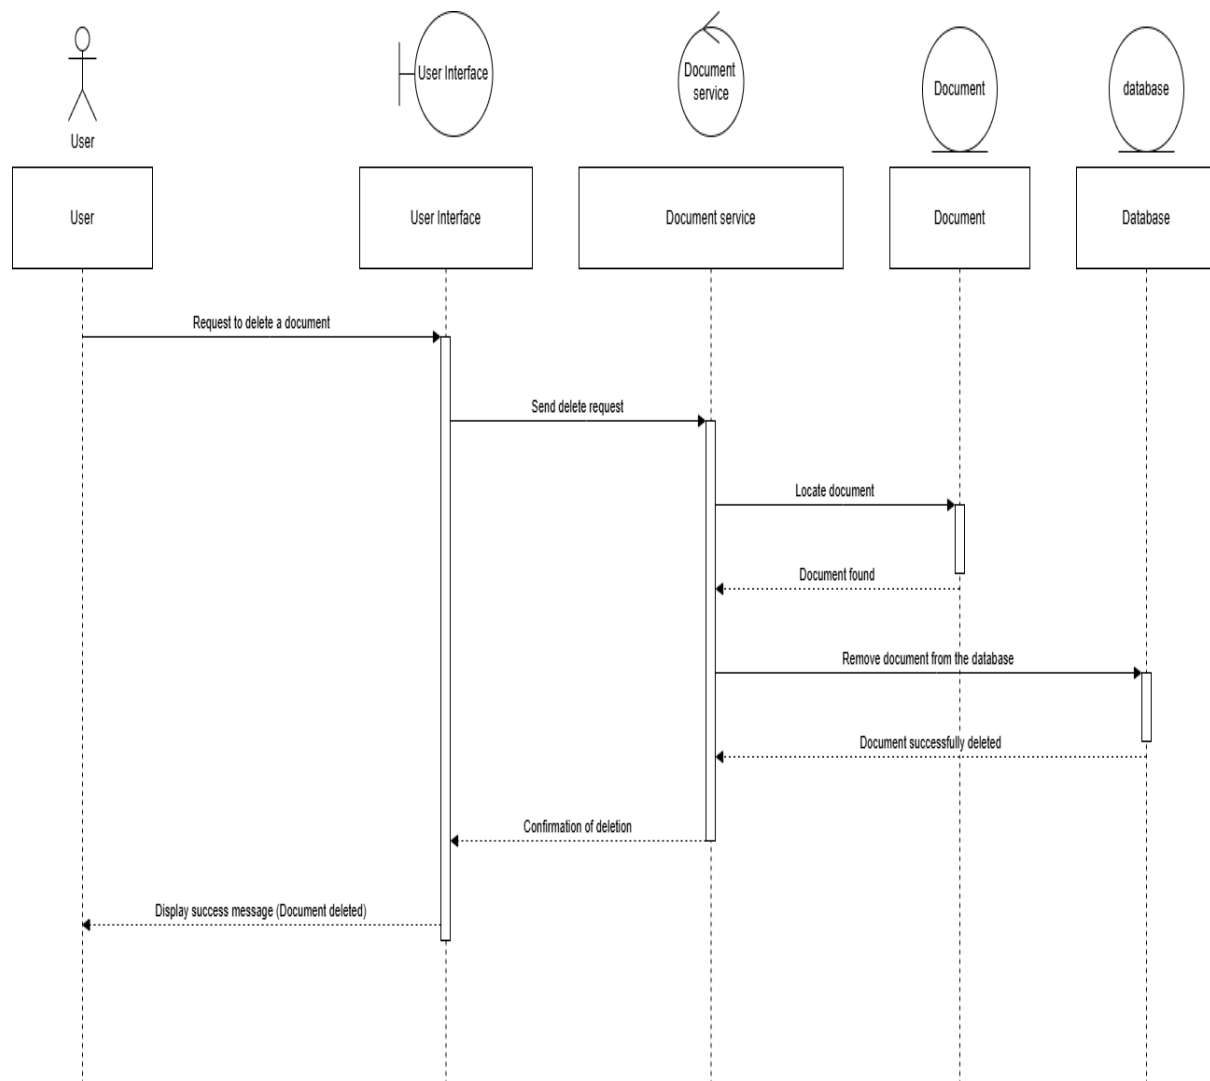 User Interface
Document
service
Document
database
User
User
User Interface
Document service
Document
Database
Request to delete a document
Send delete request
Locate document
Document found
Remove document from the database
Document successfully deleted
Confirmation of deletion
Display success message (Document deleted)